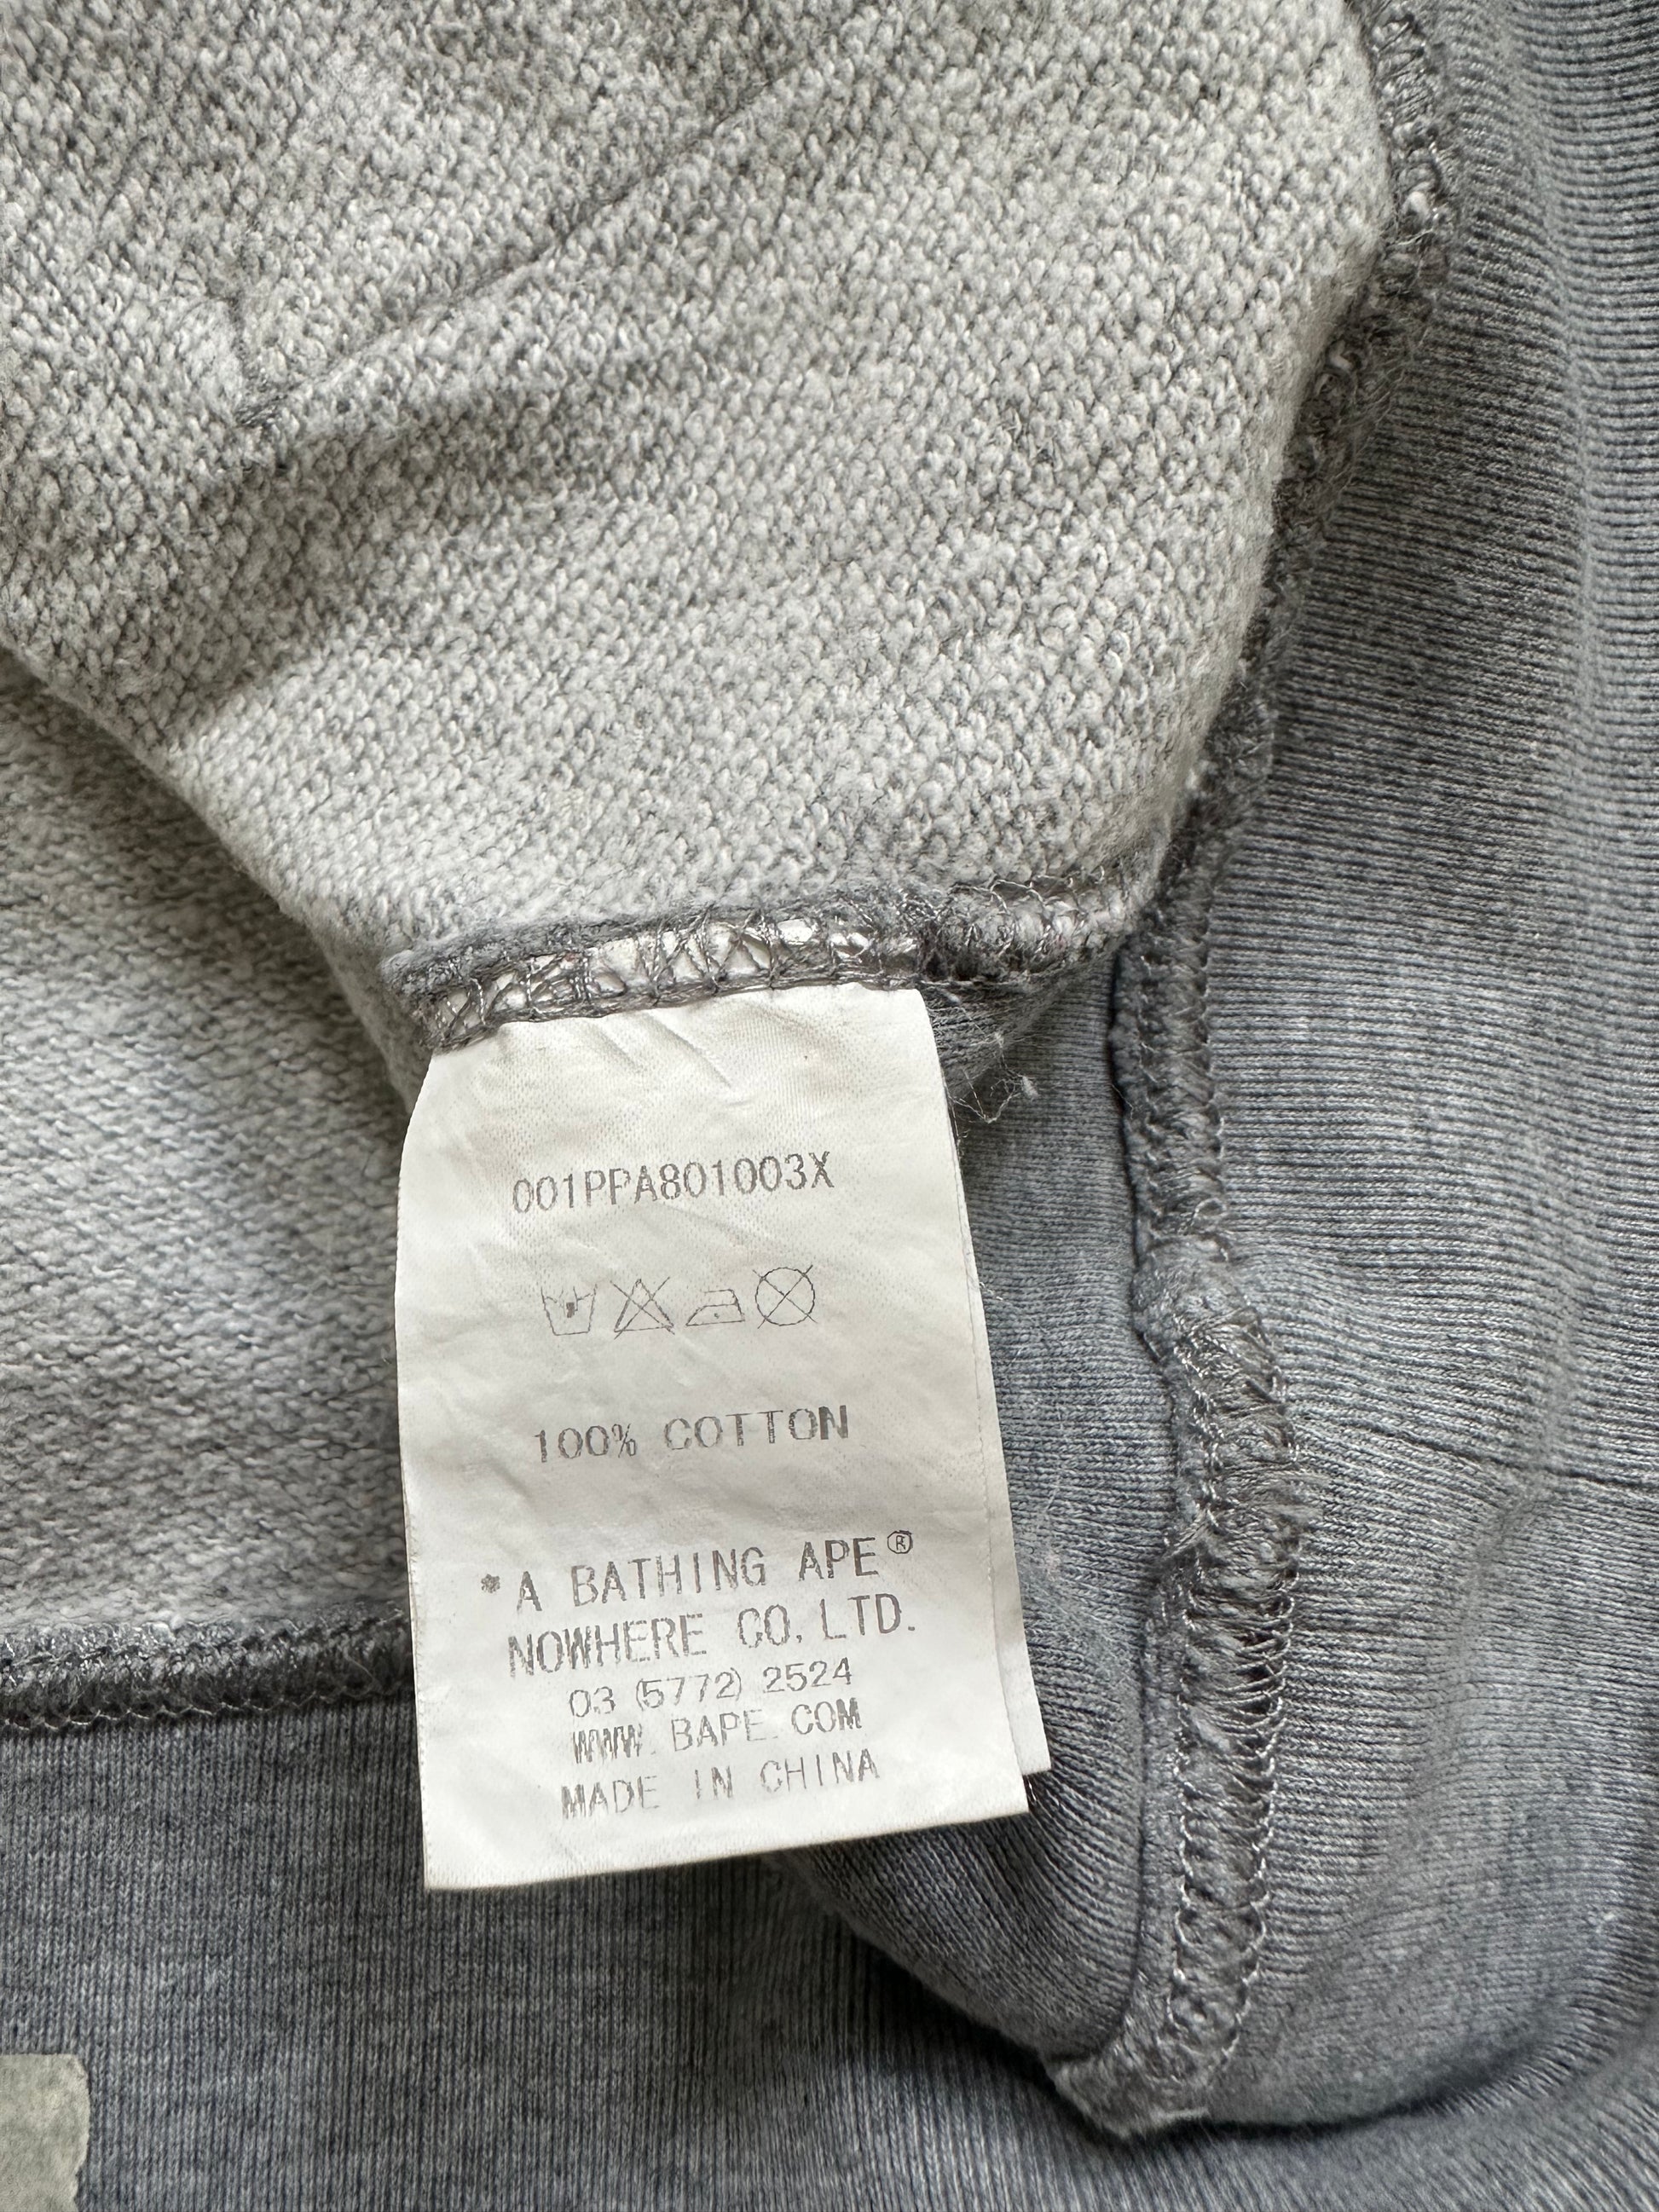 001PPA801003X
100% COTTON
*A BATHING APE®
NOWHERE CO, LTD.
03 (5772) 2524
WWW.BAPE.COM
MADE IN CHINA